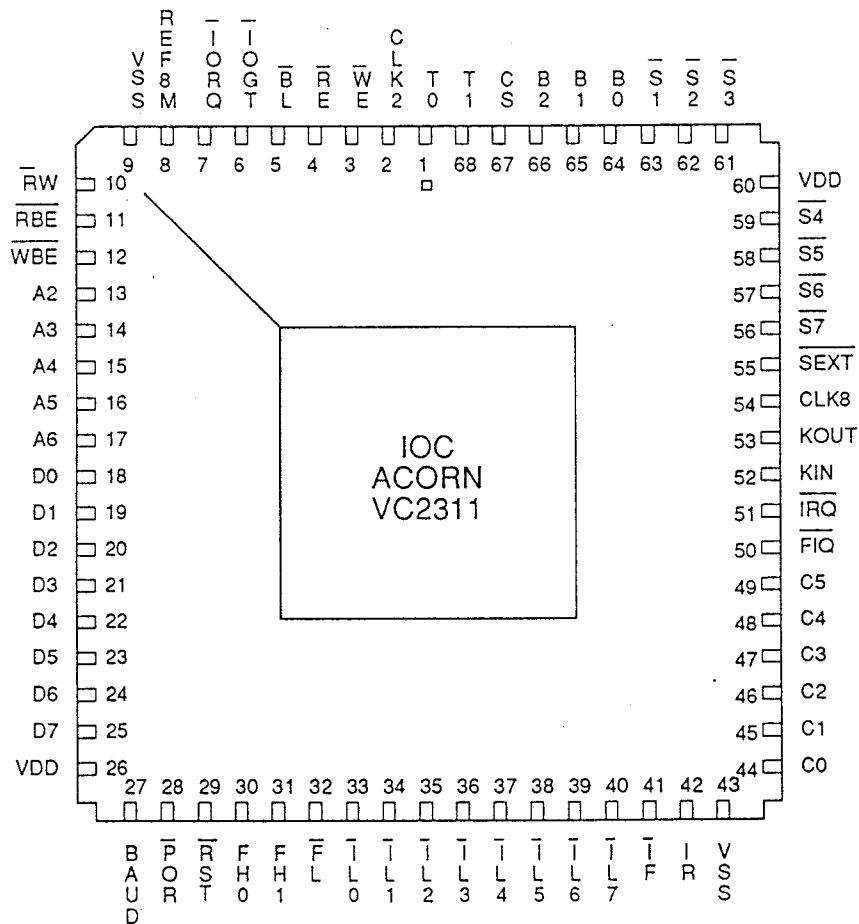 VSS REF8M IORQ IOGT BL RE WE CLK2 T0 T1 CS B2 B1 B0 S1 S2 S3
9 8 7 6 5 4 3 2 1 68 67 66 65 64 63 62 61
RW 10 60 VDD
RBE 11 59 S4
WBE 12 58 S5
A2 13 57 S6
A3 14 56 S7
A4 15 55 SEXT
A5 16 54 CLK8
A6 17 53 KOUT
D0 18 52 KIN
D1 19 51 IRQ
D2 20 50 FIQ
D3 21 49 C5
D4 22 48 C4
D5 23 47 C3
D6 24 46 C2
D7 25 45 C1
VDD 26 44 C0
IOC
ACORN
VC2311
27 28 29 30 31 32 33 34 35 36 37 38 39 40 41 42 43
BAUD POR RST FH0 FH1 FL IL0 IL1 IL2 IL3 IL4 IL5 IL6 IL7 IF IR VSS